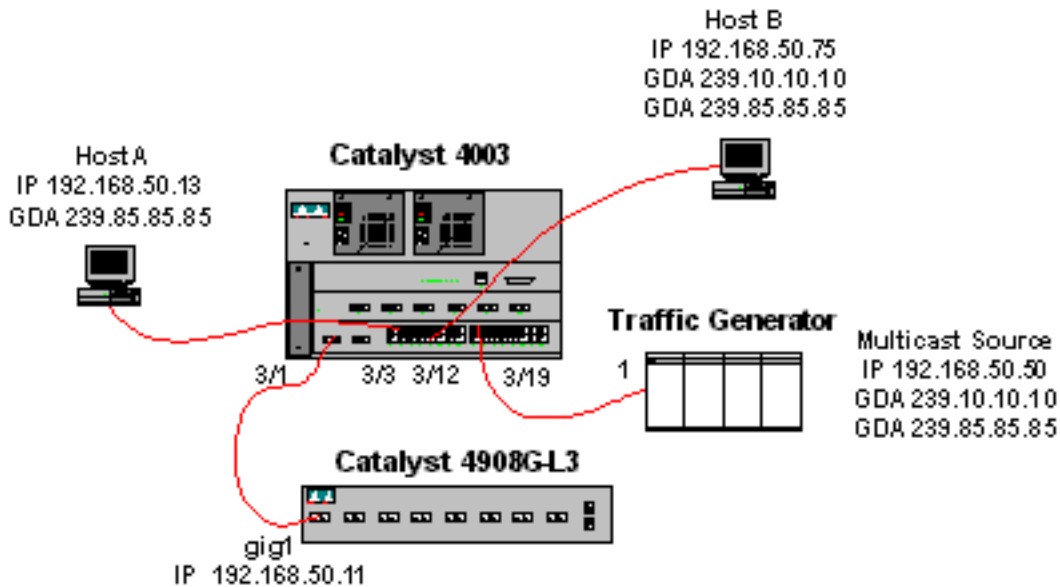 Host B
IP 192.168.50.75
GDA 239.10.10.10
GDA 239.85.85.85
Catalyst 4003
Host A
IP 192.168.50.13
GDA 239.85.85.85
Traffic Generator
Multicast Source
IP 192.168.50.50
GDA 239.10.10.10
GDA 239.85.85.85
1
3/1
3/3
3/12
3/19
Catalyst 4908G-L3
gig1
IP 192.168.50.11